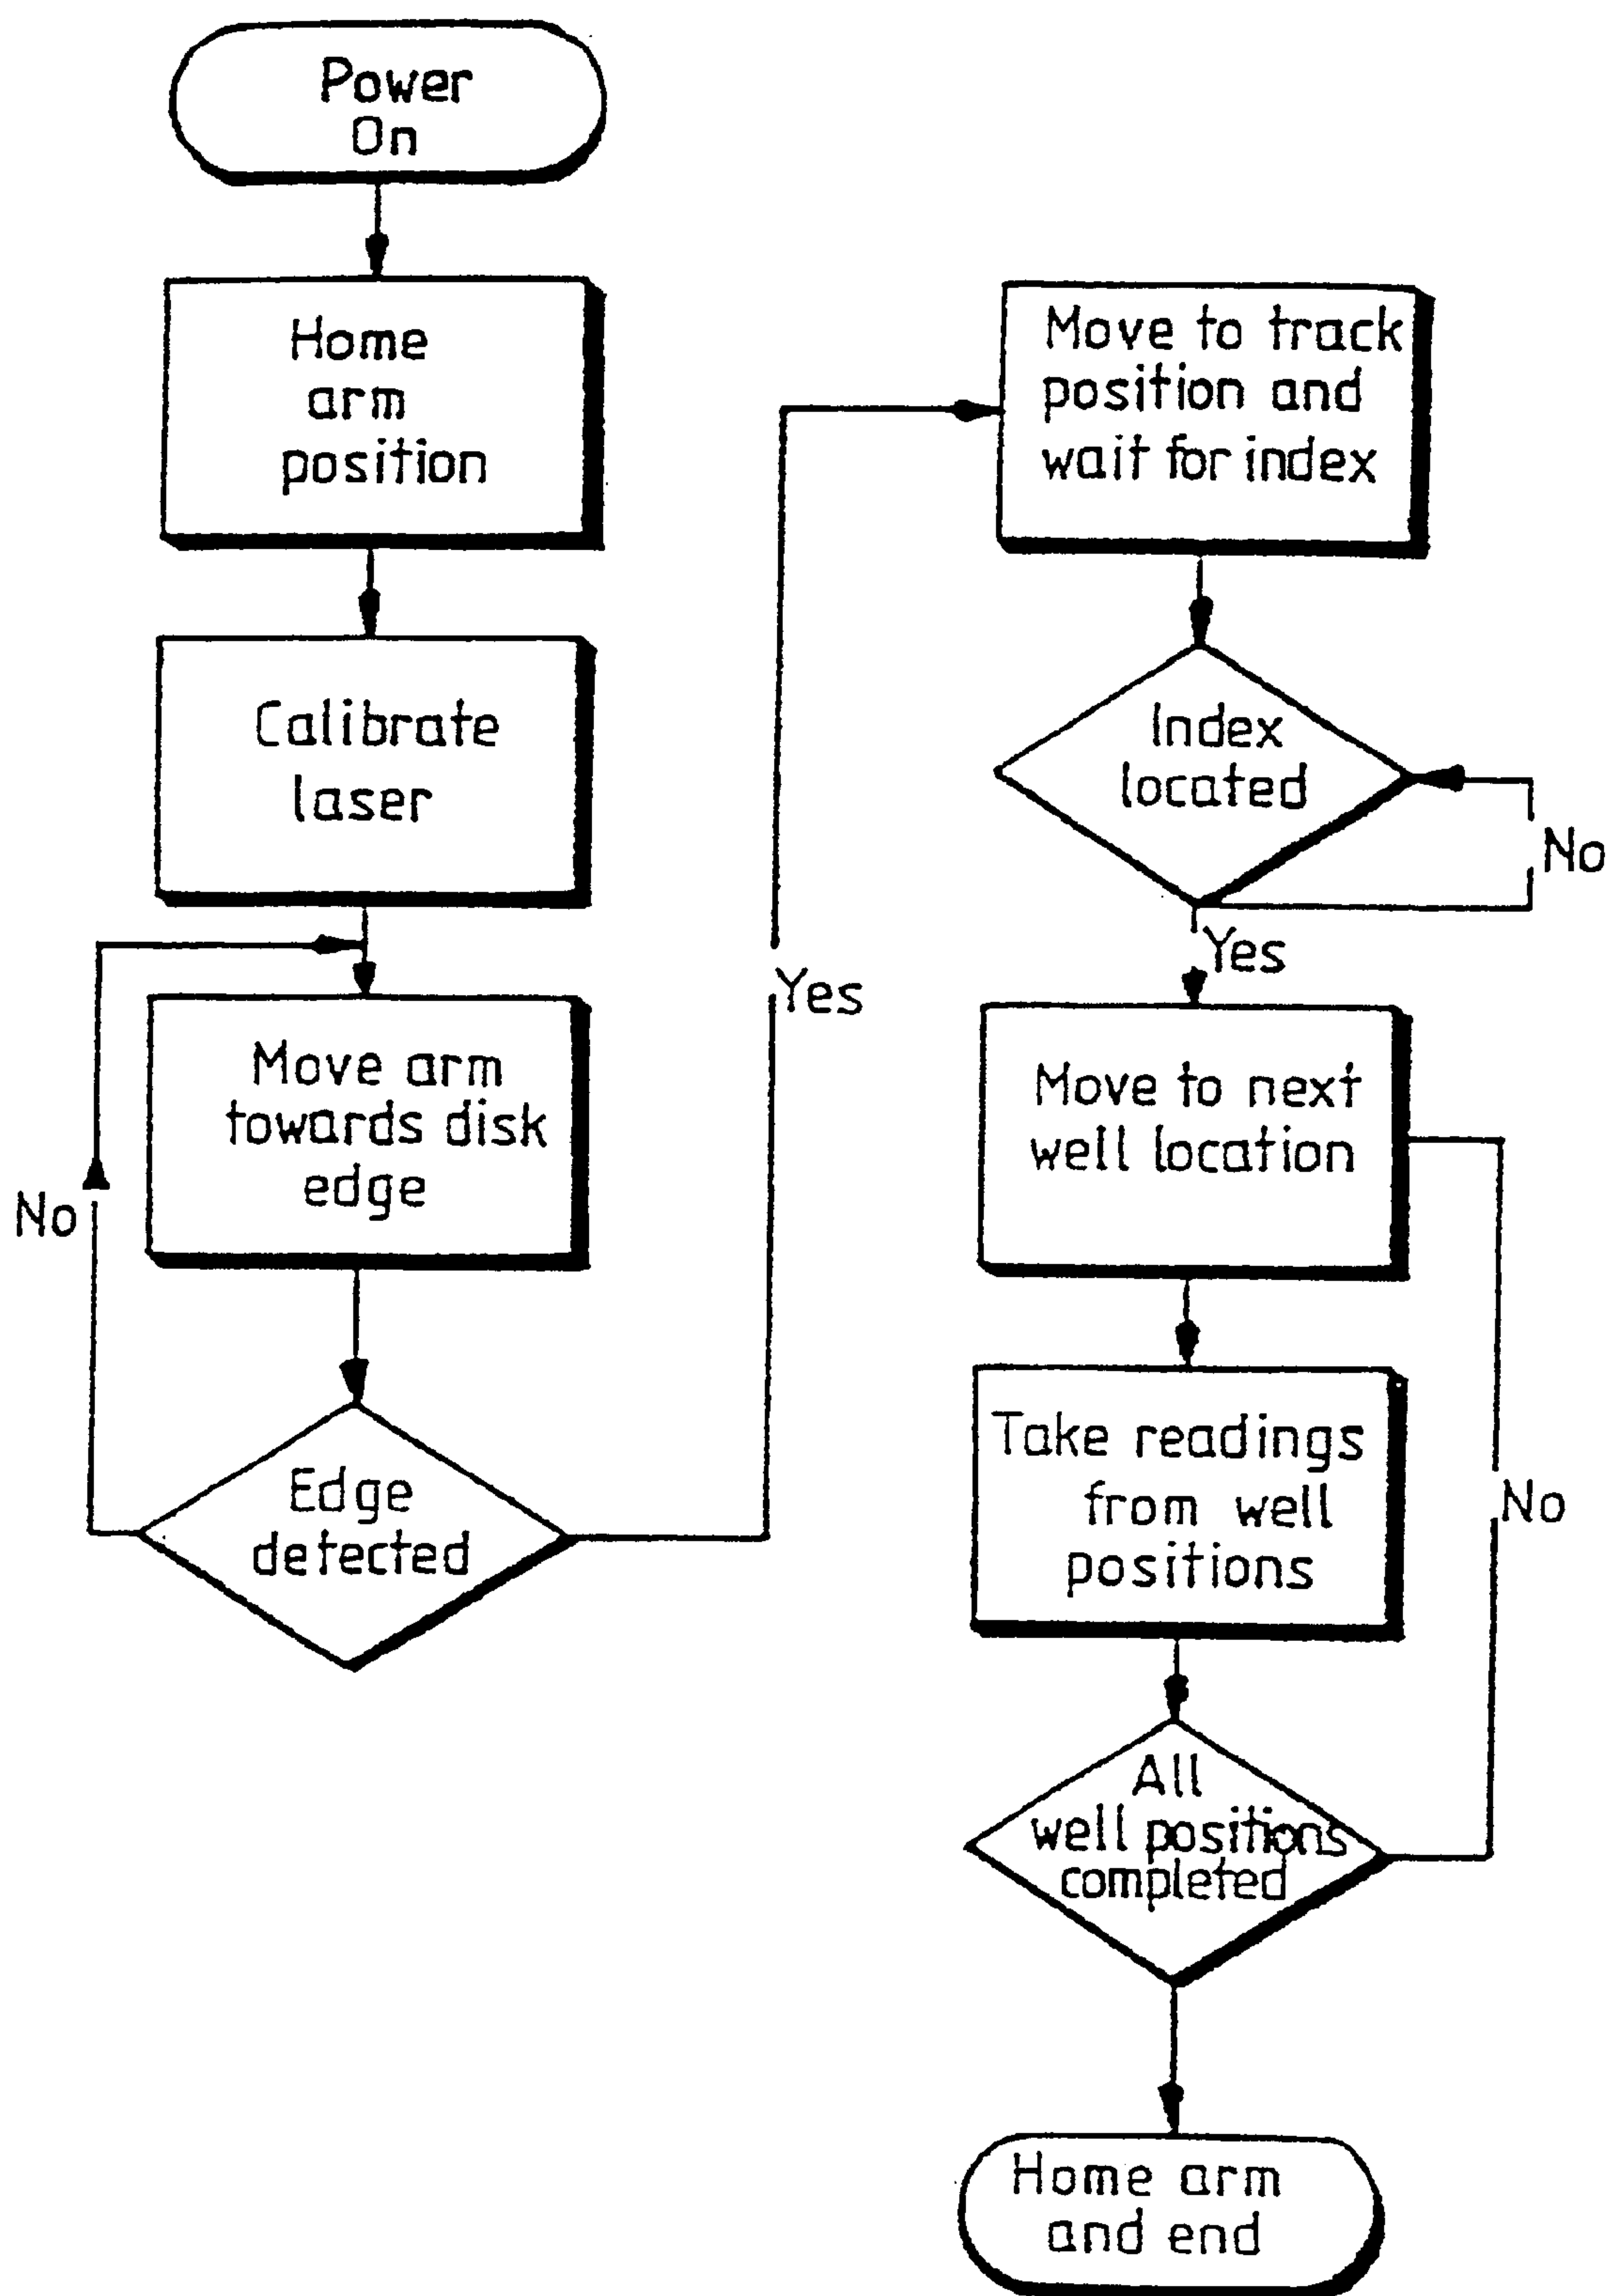 Power
On
Home
arm
position
Calibrate
laser
Move arm
towards disk
edge
No
Edge
detected
Yes
Move to track
position and
wait for index
Index
located
No
Yes
Move to next
well location
Take readings
from well
positions
No
All
well positions
completed
Home arm
and end